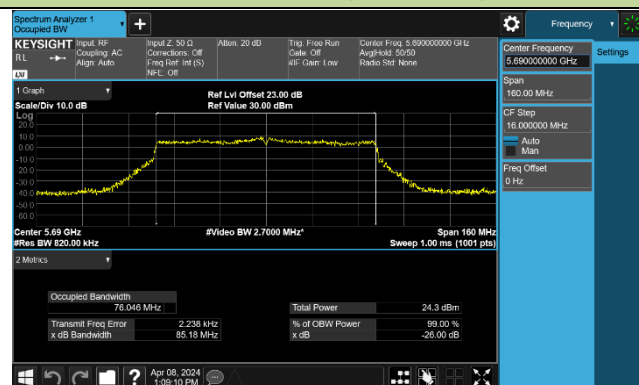 Spectrum Analyzer 1
Occupied BW
+
Frequency
KEYSIGHT
RL
LXI
Input: RF
Coupling: AC
Align: Auto
Input Z: 50 Ω
Corrections: Off
Freq Ref: Int (S)
NFE: Off
Atten: 20 dB
Trig: Free Run
Gate: Off
#IF Gain: Low
Center Freq: 5.690000000 GHz
Avg|Hold: 50/50
Radio Std: None
Center Frequency
5.690000000 GHz
Settings
Span
160.00 MHz
CF Step
16.000000 MHz
Auto
Man
Freq Offset
0 Hz
1 Graph
Scale/Div 10.0 dB
Ref Lvl Offset 23.00 dB
Ref Value 30.00 dBm
Log
20.0
10.0
0.00
-10.0
-20.0
-30.0
-40.0
-50.0
-60.0
Center 5.69 GHz
#Video BW 2.7000 MHz*
Span 160 MHz
#Res BW 820.00 kHz
Sweep 1.00 ms (1001 pts)
2 Metrics
Occupied Bandwidth
76.046 MHz
Total Power 24.3 dBm
Transmit Freq Error 2.238 kHz
% of OBW Power 99.00 %
x dB Bandwidth 85.18 MHz
x dB -26.00 dB
?
Apr 08, 2024
1:09:10 PM